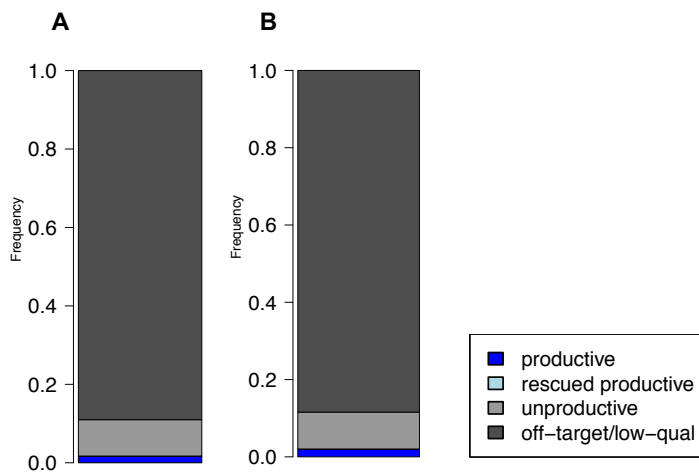 A
B
1.0
0.8
0.6
0.4
0.2
0.0
Frequency
1.0
0.8
0.6
0.4
0.2
0.0
Frequency
productive
rescued productive
unproductive
off−target/low−qual